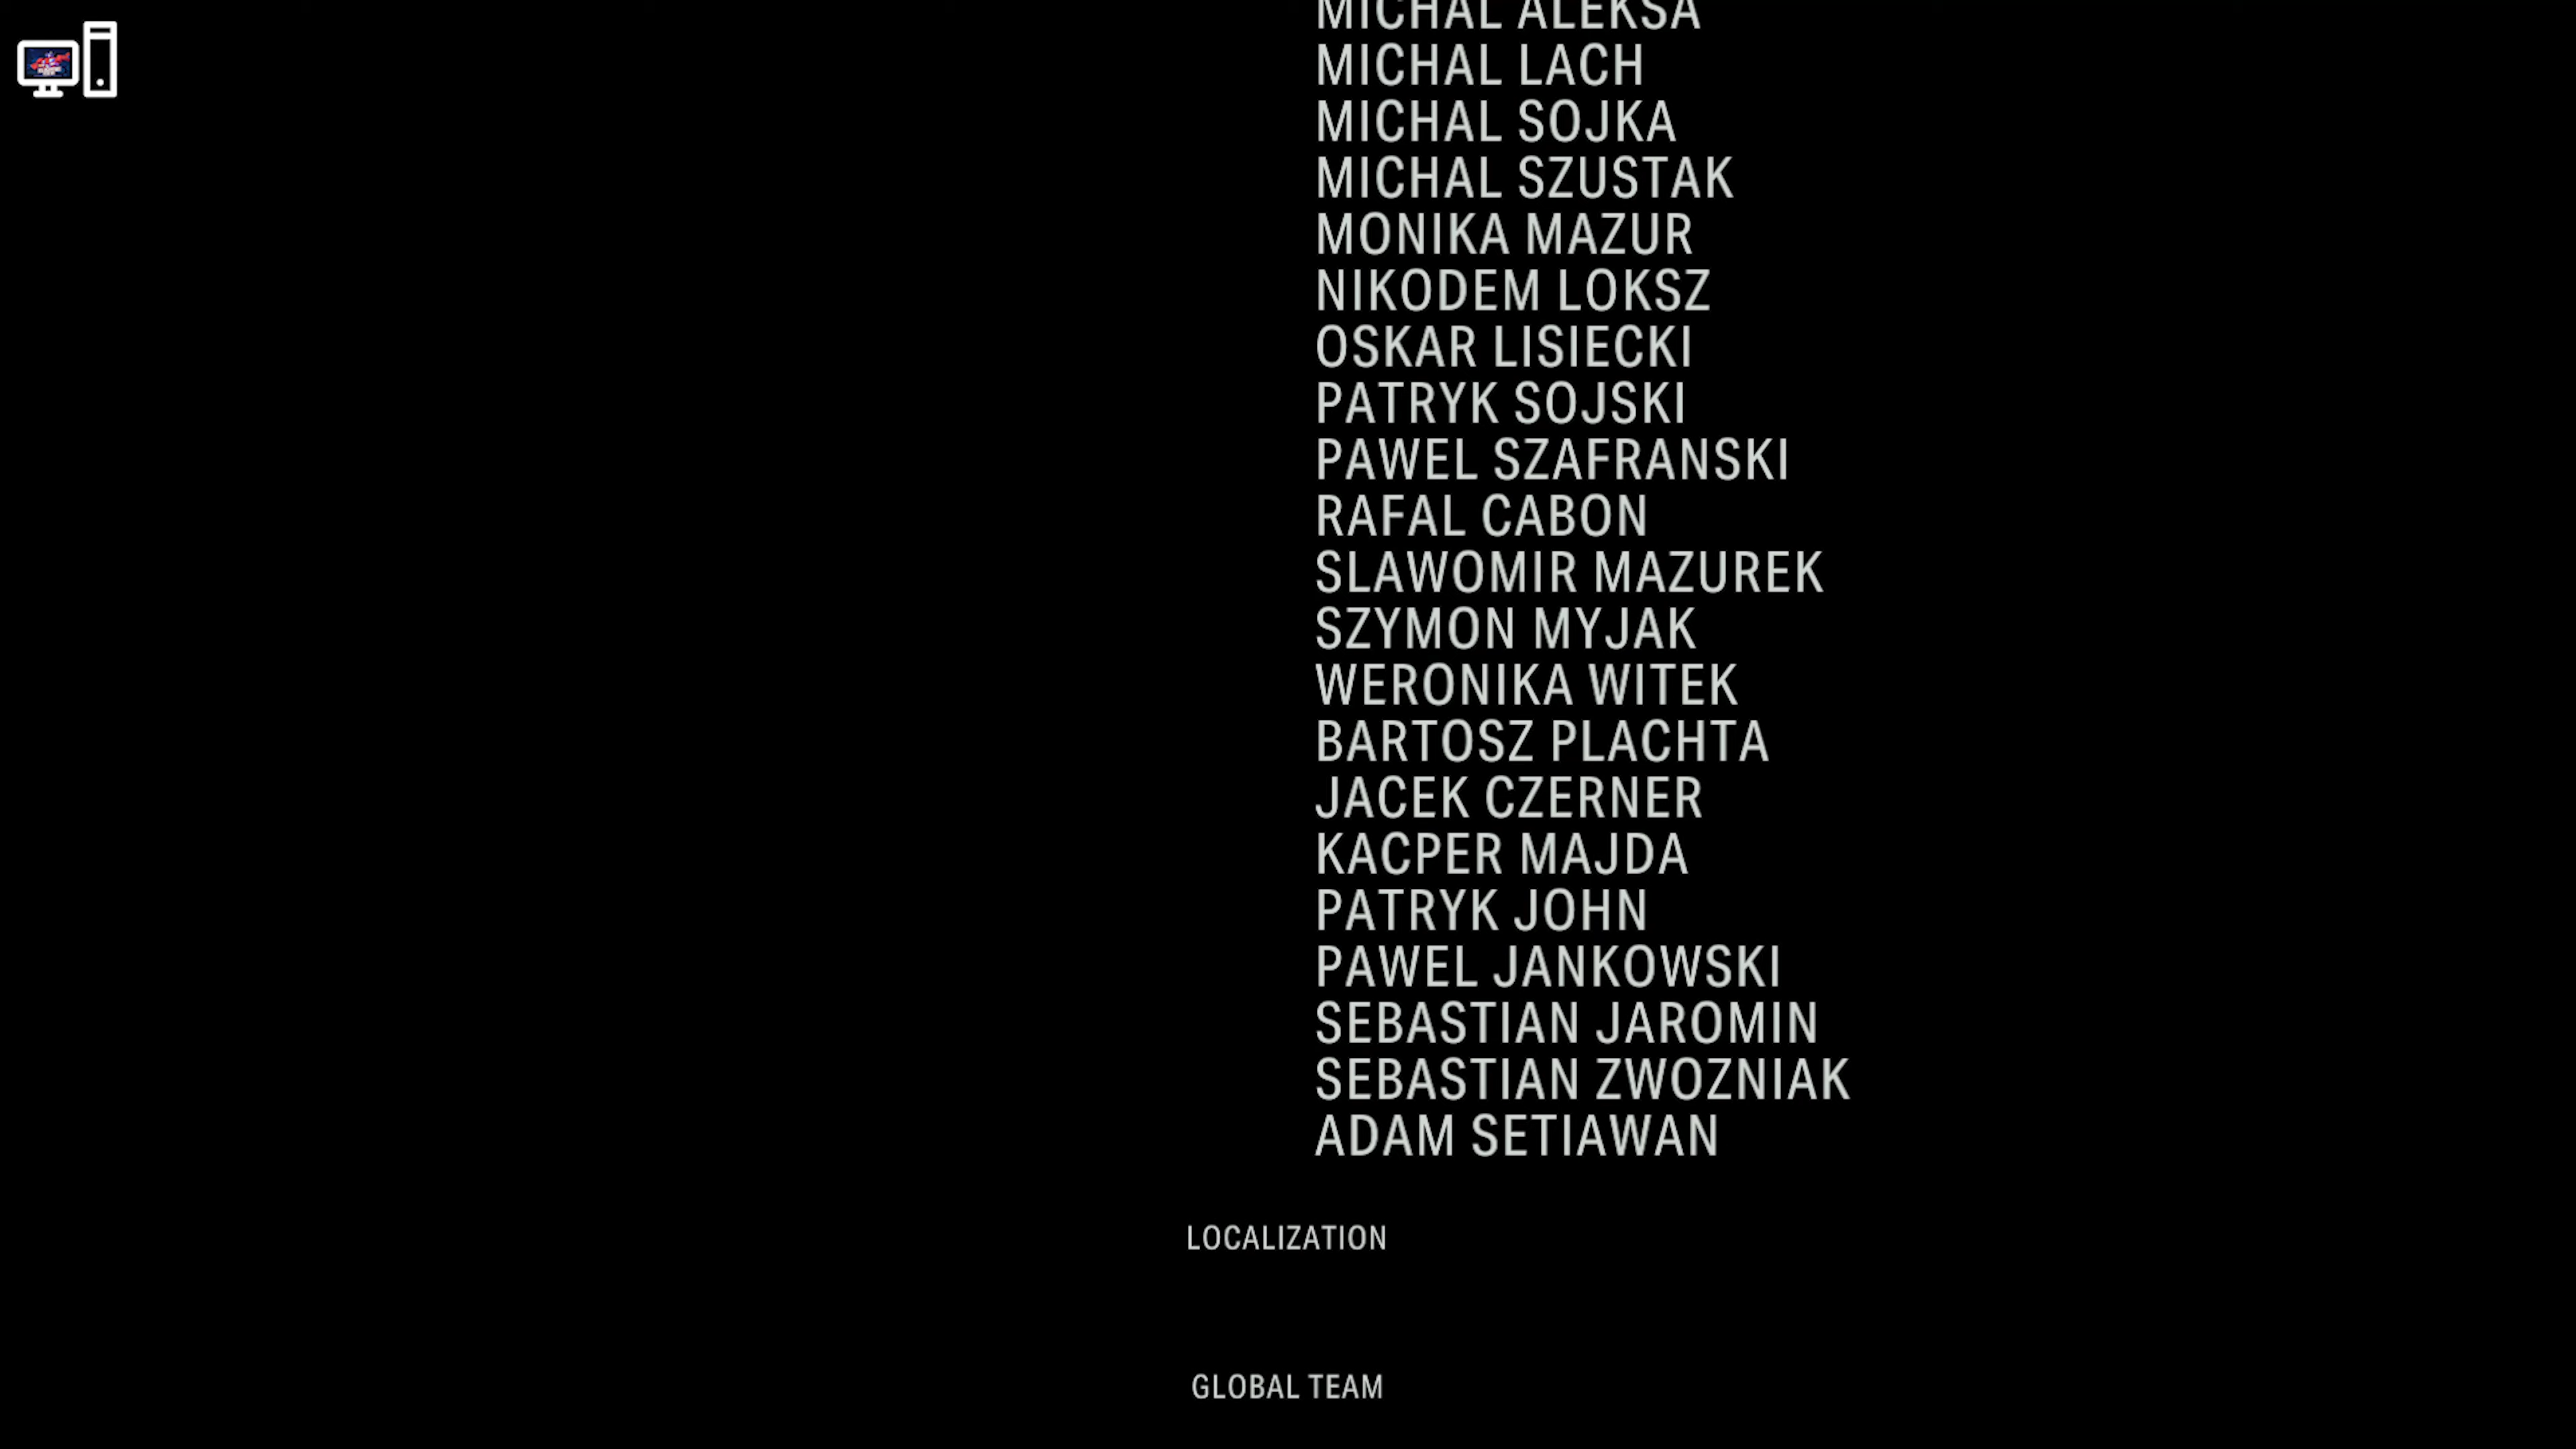 MICHAL ALEKSA
MICHAL LACH
MICHAL SOJKA
MICHAL SZUSTAK
MONIKA MAZUR
NIKODEM LOKSZ
OSKAR LISIECKI
PATRYK SOJSKI
PAWEL SZAFRANSKI
RAFAL CABON
SLAWOMIR MAZUREK
SZYMON MYJAK
WERONIKA WITEK
BARTOSZ PLACHTA
JACEK CZERNER
KACPER MAJDA
PATRYK JOHN
PAWEL JANKOWSKI
SEBASTIAN JAROMIN
SEBASTIAN ZWOZNIAK
ADAM SETIAWAN
LOCALIZATION
GLOBAL TEAM